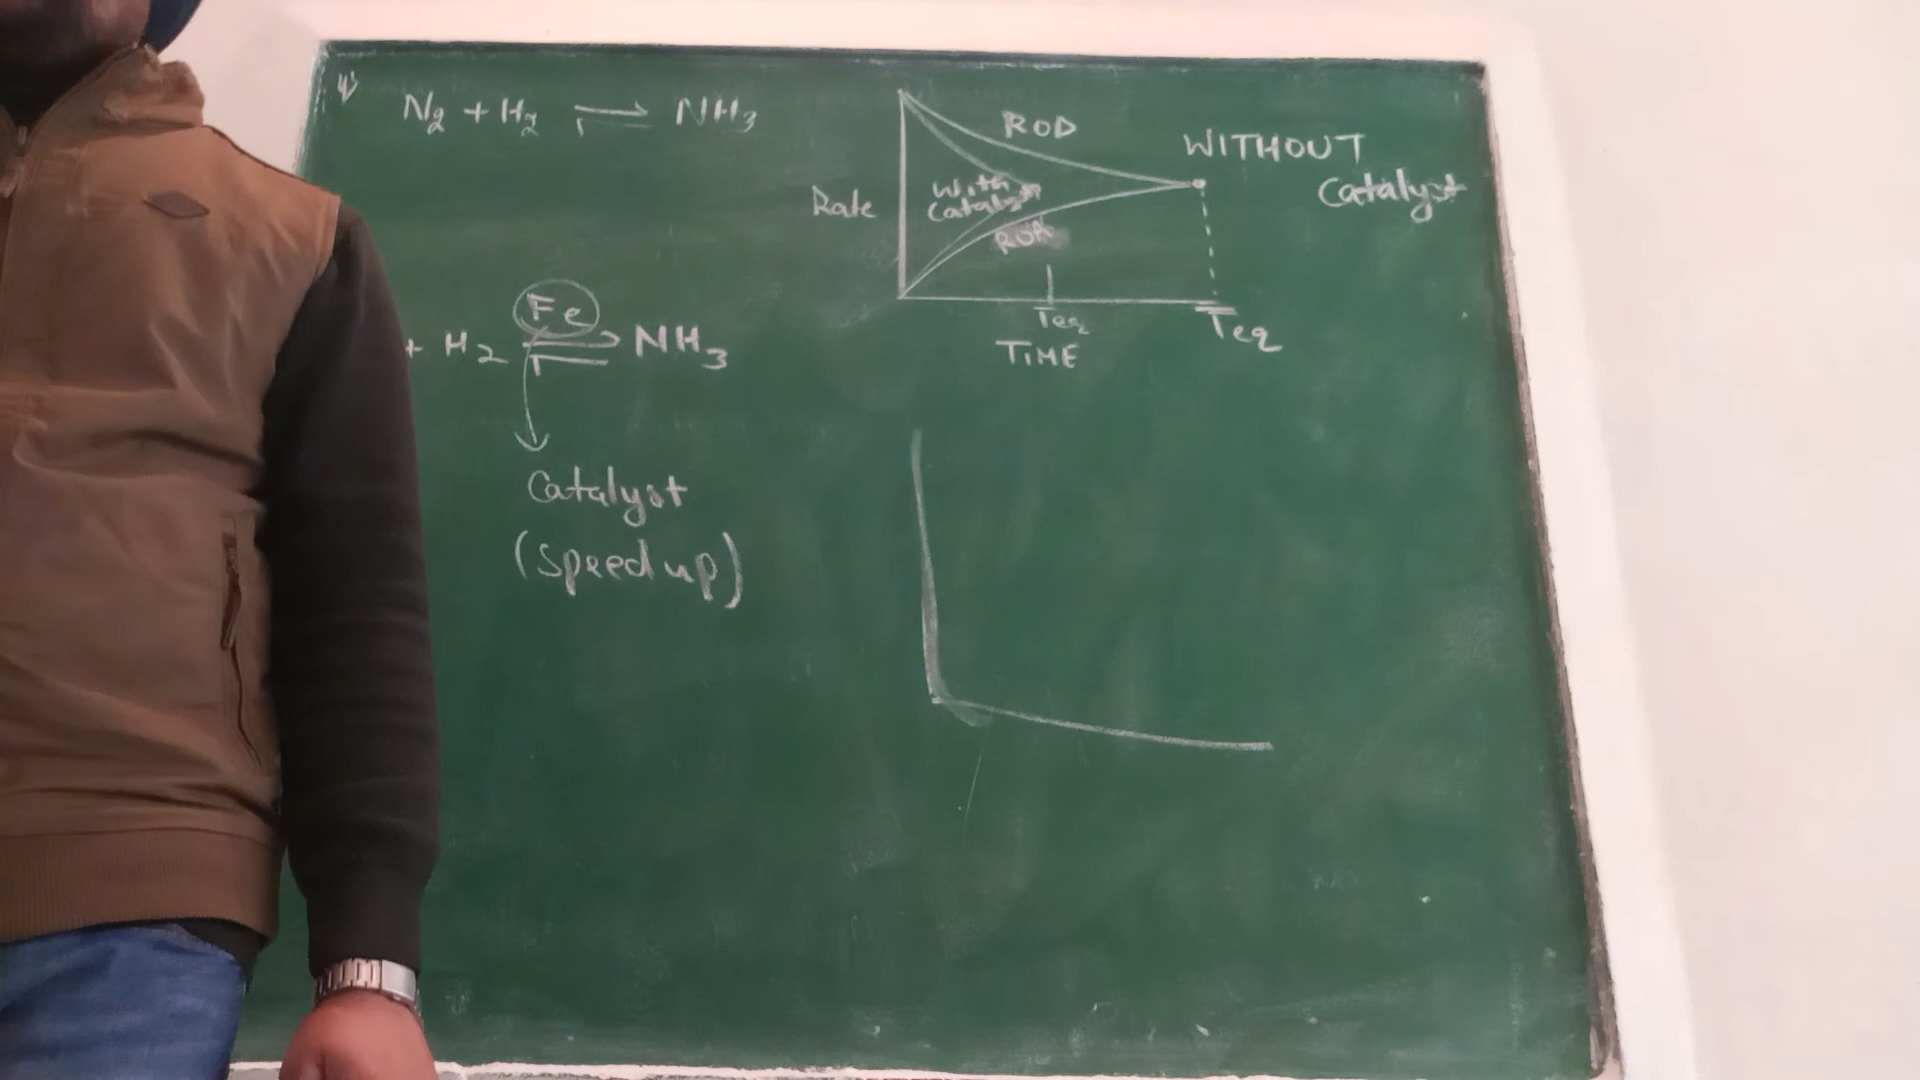 N2 + H2 ⇌ NH3
Fe
+ H2 ⇌ NH3
Catalyst
(Speed up)
ROD
WITHOUT
Catalyst
Rate
With
Catalyst
ROR
Teq
Teq
TIME